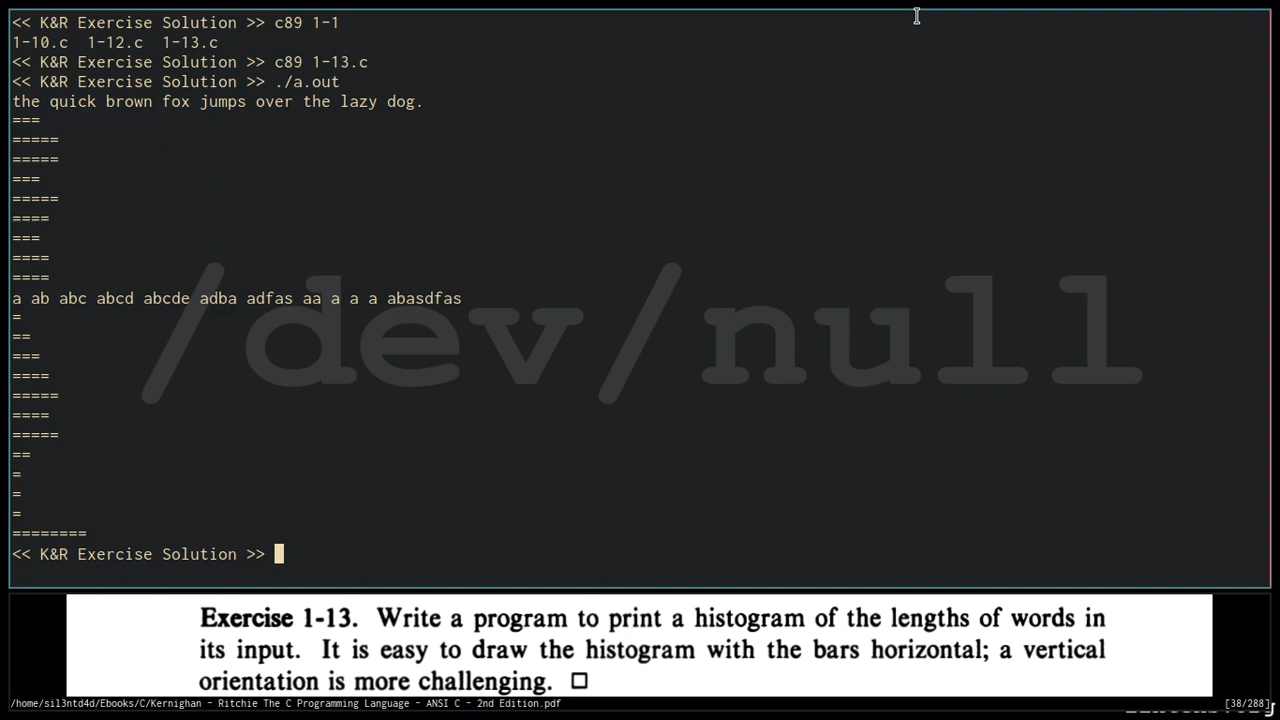 << K&R Exercise Solution >> c89 1-1
1-10.c  1-12.c  1-13.c
<< K&R Exercise Solution >> c89 1-13.c
<< K&R Exercise Solution >> ./a.out
the quick brown fox jumps over the lazy dog.
===
=====
=====
===
=====
====
===
====
====
a ab abc abcd abcde adba adfas aa a a a abasdfas
=
==
===
====
=====
====
=====
==
=
=
=
========
<< K&R Exercise Solution >>
/dev/null
Exercise 1-13. Write a program to print a histogram of the lengths of words in
its input. It is easy to draw the histogram with the bars horizontal; a vertical
orientation is more challenging. □
/home/sil3ntd4d/Ebooks/C/Kernighan - Ritchie The C Programming Language - ANSI C - 2nd Edition.pdf [38/288]